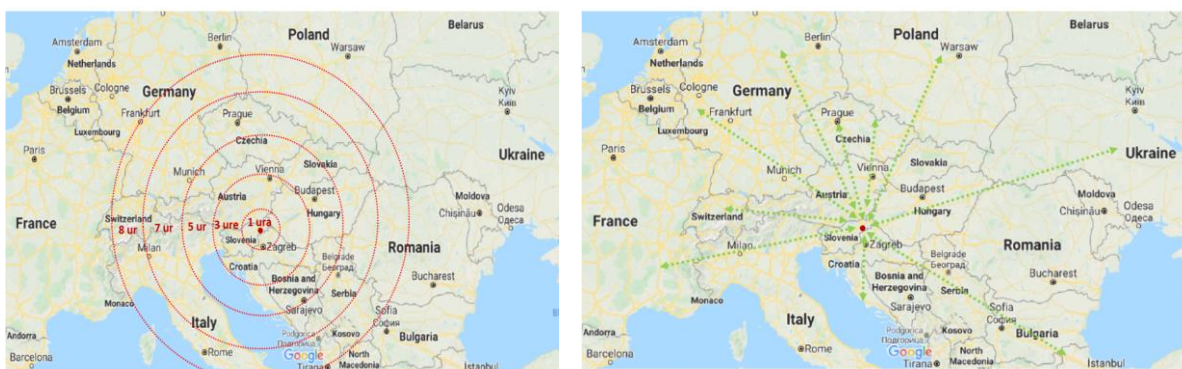 Belarus
Poland
Berlin
Amsterdam
Warsaw
Netherlands
Germany
Kyiv
Київ
Brussels
Cologne
Belgium
Frankfurt
Prague
Luxembourg
Czechia
Paris
Ukraine
Slovakia
Munich
Vienna
Budapest
Moldova
Austria
Hungary
Chișinău
Odesa
Одеса
Switzerland
France
1 ura
3 ure
5 ur
7 ur
8 ur
Slovenia
Zagreb
Milan
Romania
Croatia
Belgrade
Београд
Bucharest
Bosnia and
Herzegovina
Serbia
Monaco
Sarajevo
Sofia
София
Italy
Andorra
Podgorica
Подгорица
Kosovo
Bulgaria
Barcelona
Rome
Google
North
Macedonia
Tirana
Istanbul
Belarus
Poland
Berlin
Amsterdam
Warsaw
Netherlands
Germany
Kyiv
Київ
Brussels
Cologne
Belgium
Frankfurt
Prague
Luxembourg
Czechia
Paris
Ukraine
Slovakia
Munich
Vienna
Budapest
Moldova
Austria
Hungary
Chișinău
Odesa
Одеса
Switzerland
France
Slovenia
Zagreb
Milan
Romania
Croatia
Belgrade
Београд
Bucharest
Bosnia and
Herzegovina
Serbia
Monaco
Sarajevo
Sofia
София
Italy
Andorra
Podgorica
Подгорица
Kosovo
Bulgaria
Barcelona
Rome
Google
North
Macedonia
Tirana
Istanbul